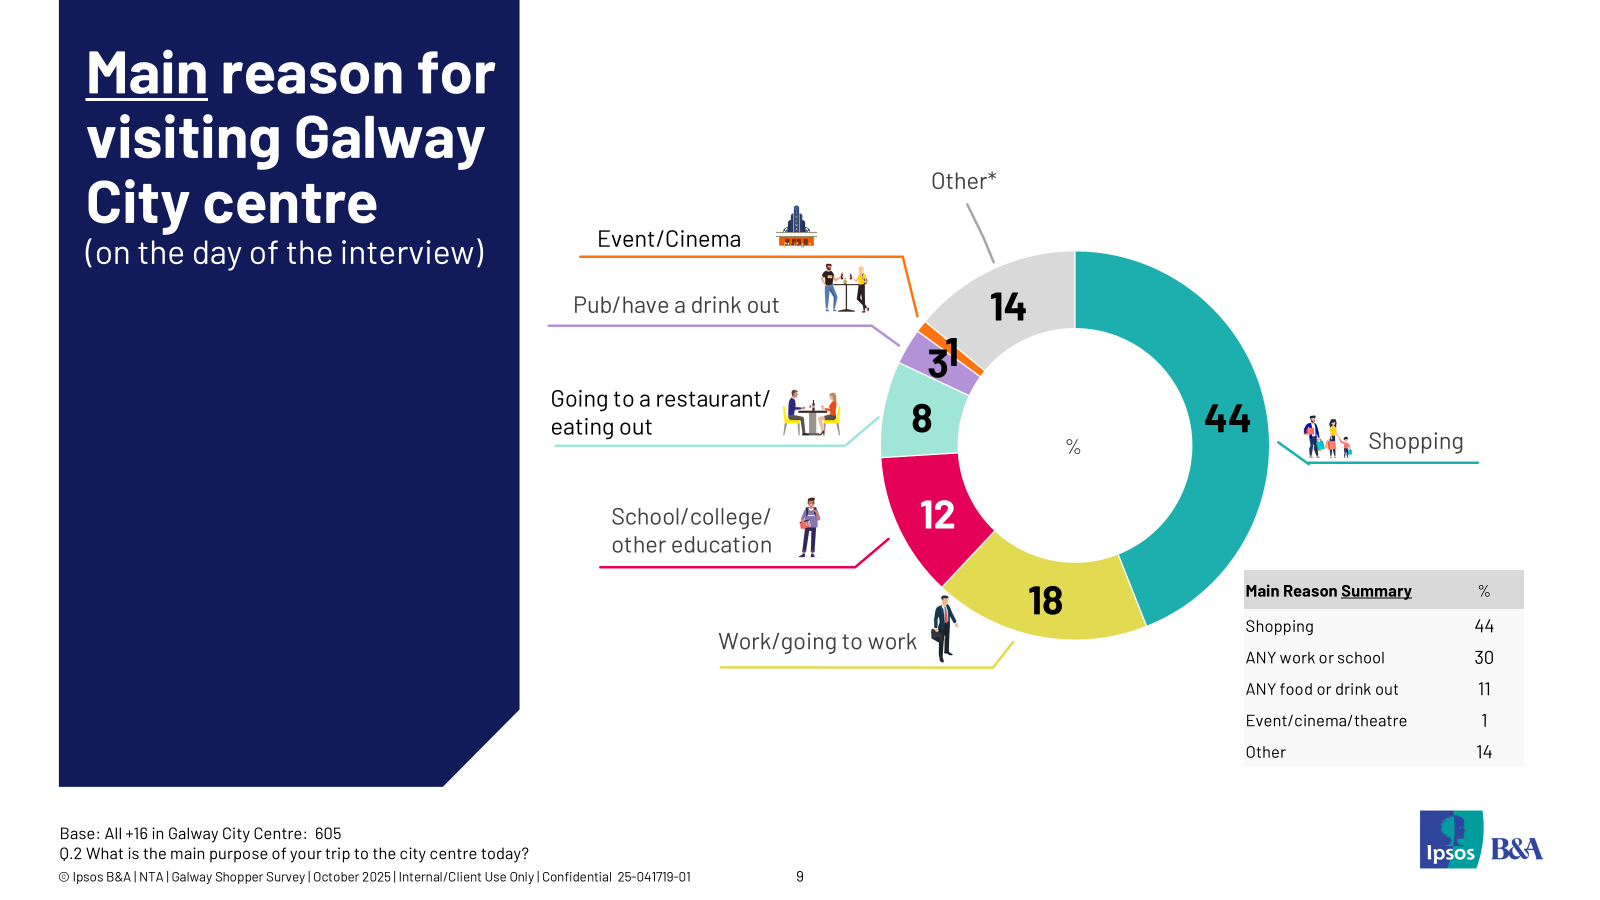 Main reason for
visiting Galway
City centre
(on the day of the interview)
Other*
Event/Cinema
Pub/have a drink out
Going to a restaurant/
eating out
School/college/
other education
Work/going to work
Shopping
14
1
3
8
12
18
44
%
Main Reason Summary %
Shopping 44
ANY work or school 30
ANY food or drink out 11
Event/cinema/theatre 1
Other 14
Base: All +16 in Galway City Centre: 605
Q.2 What is the main purpose of your trip to the city centre today?
© Ipsos B&A | NTA | Galway Shopper Survey | October 2025 | Internal/Client Use Only | Confidential 25-041719-01
9
Ipsos B&A